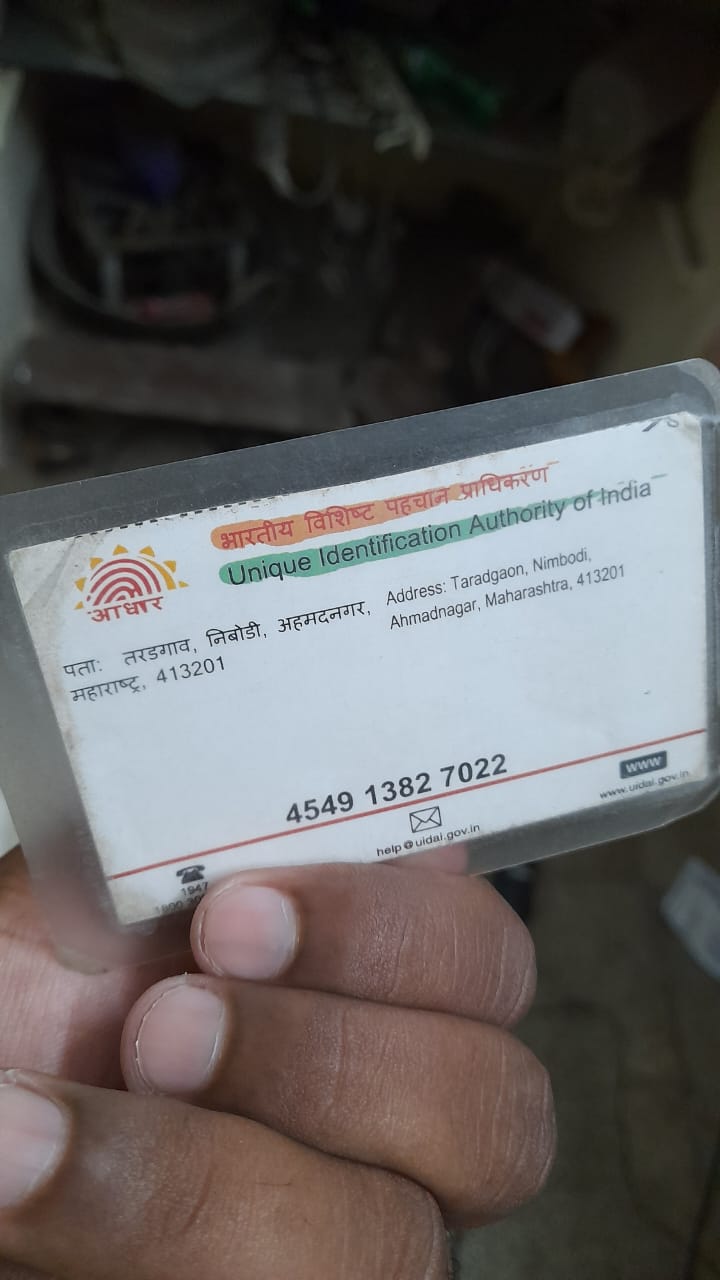 भारतीय विशिष्ट पहचान प्राधिकरण
Unique Identification Authority of India
आधार
पता: तरडगाव, निबोडी, अहमदनगर,
महाराष्ट्र, 413201
Address: Taradgaon, Nimbodi,
Ahmadnagar, Maharashtra, 413201
4549 1382 7022
1947
help@uidai.gov.in
www
www.uidai.gov.in